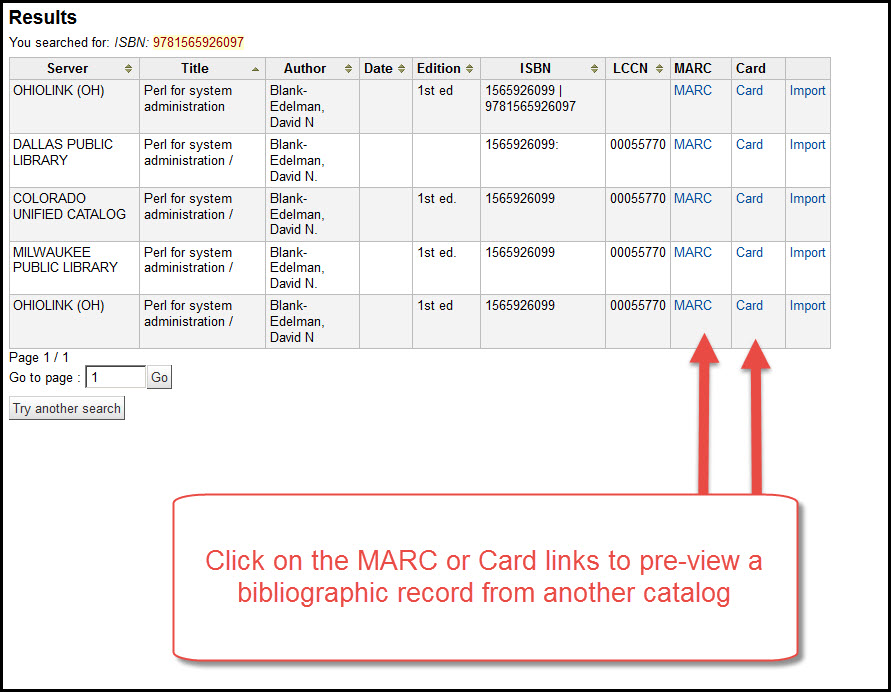 Results
You searched for: ISBN: 9781565926097
Server Title Author Date Edition ISBN LCCN MARC Card
OHIOLINK (OH) Perl for system Blank- 1st ed 1565926099 | MARC Card Import
administration Edelman, 9781565926097
David N
DALLAS PUBLIC Perl for system Blank- 1565926099: 00055770 MARC Card Import
LIBRARY administration / Edelman,
David N.
COLORADO Perl for system Blank- 1st ed. 1565926099 00055770 MARC Card Import
UNIFIED CATALOG administration / Edelman,
David N.
MILWAUKEE Perl for system Blank- 1st ed. 1565926099 00055770 MARC Card Import
PUBLIC LIBRARY administration / Edelman,
David N.
OHIOLINK (OH) Perl for system Blank- 1st ed 1565926099 00055770 MARC Card Import
administration / Edelman,
David N
Page 1 / 1
Go to page : 1 Go
Try another search
Click on the MARC or Card links to pre-view a
bibliographic record from another catalog